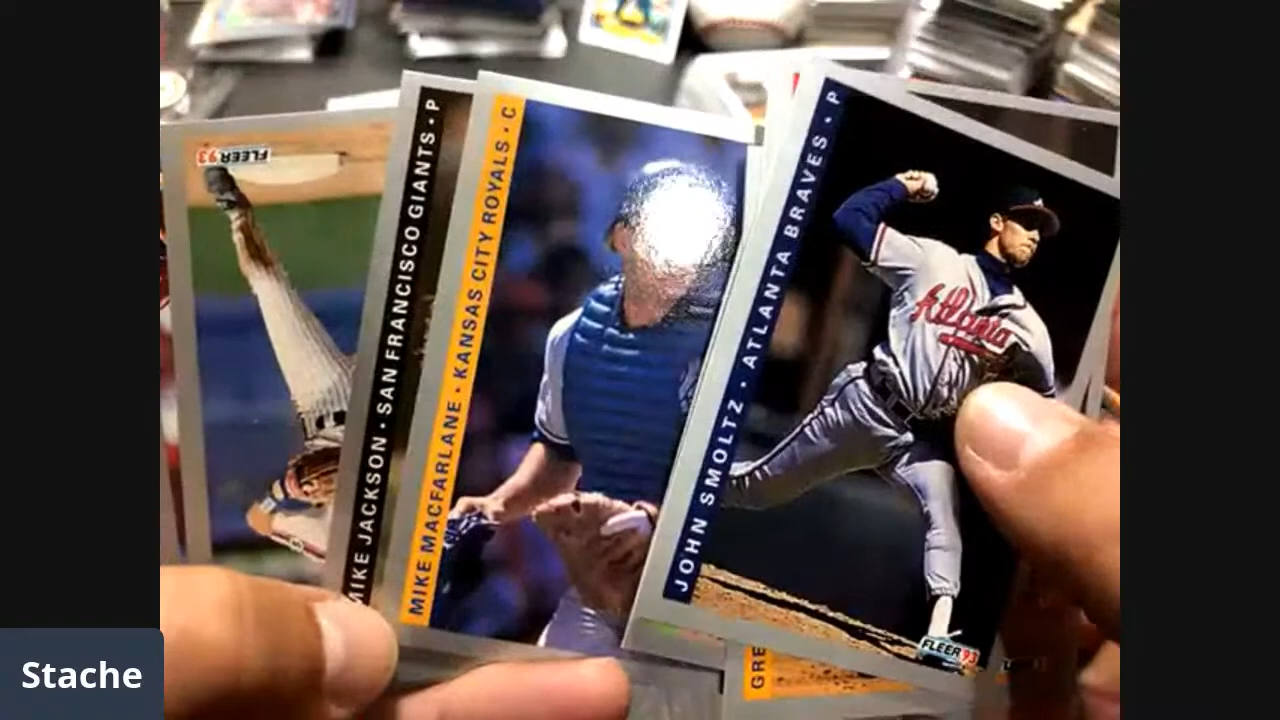 FLEER 93
MIKE JACKSON • SAN FRANCISCO GIANTS • P
MIKE MACFARLANE • KANSAS CITY ROYALS • C
JOHN SMOLTZ • ATLANTA BRAVES • P
Atlanta
FLEER 93
GRE
Stache